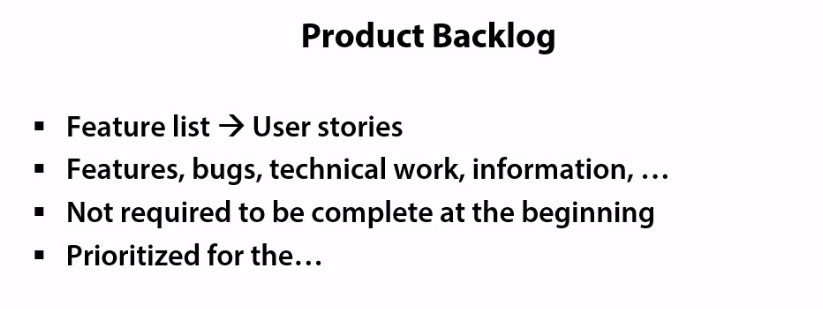 Product Backlog
▪ Feature list → User stories
▪ Features, bugs, technical work, information, …
▪ Not required to be complete at the beginning
▪ Prioritized for the…